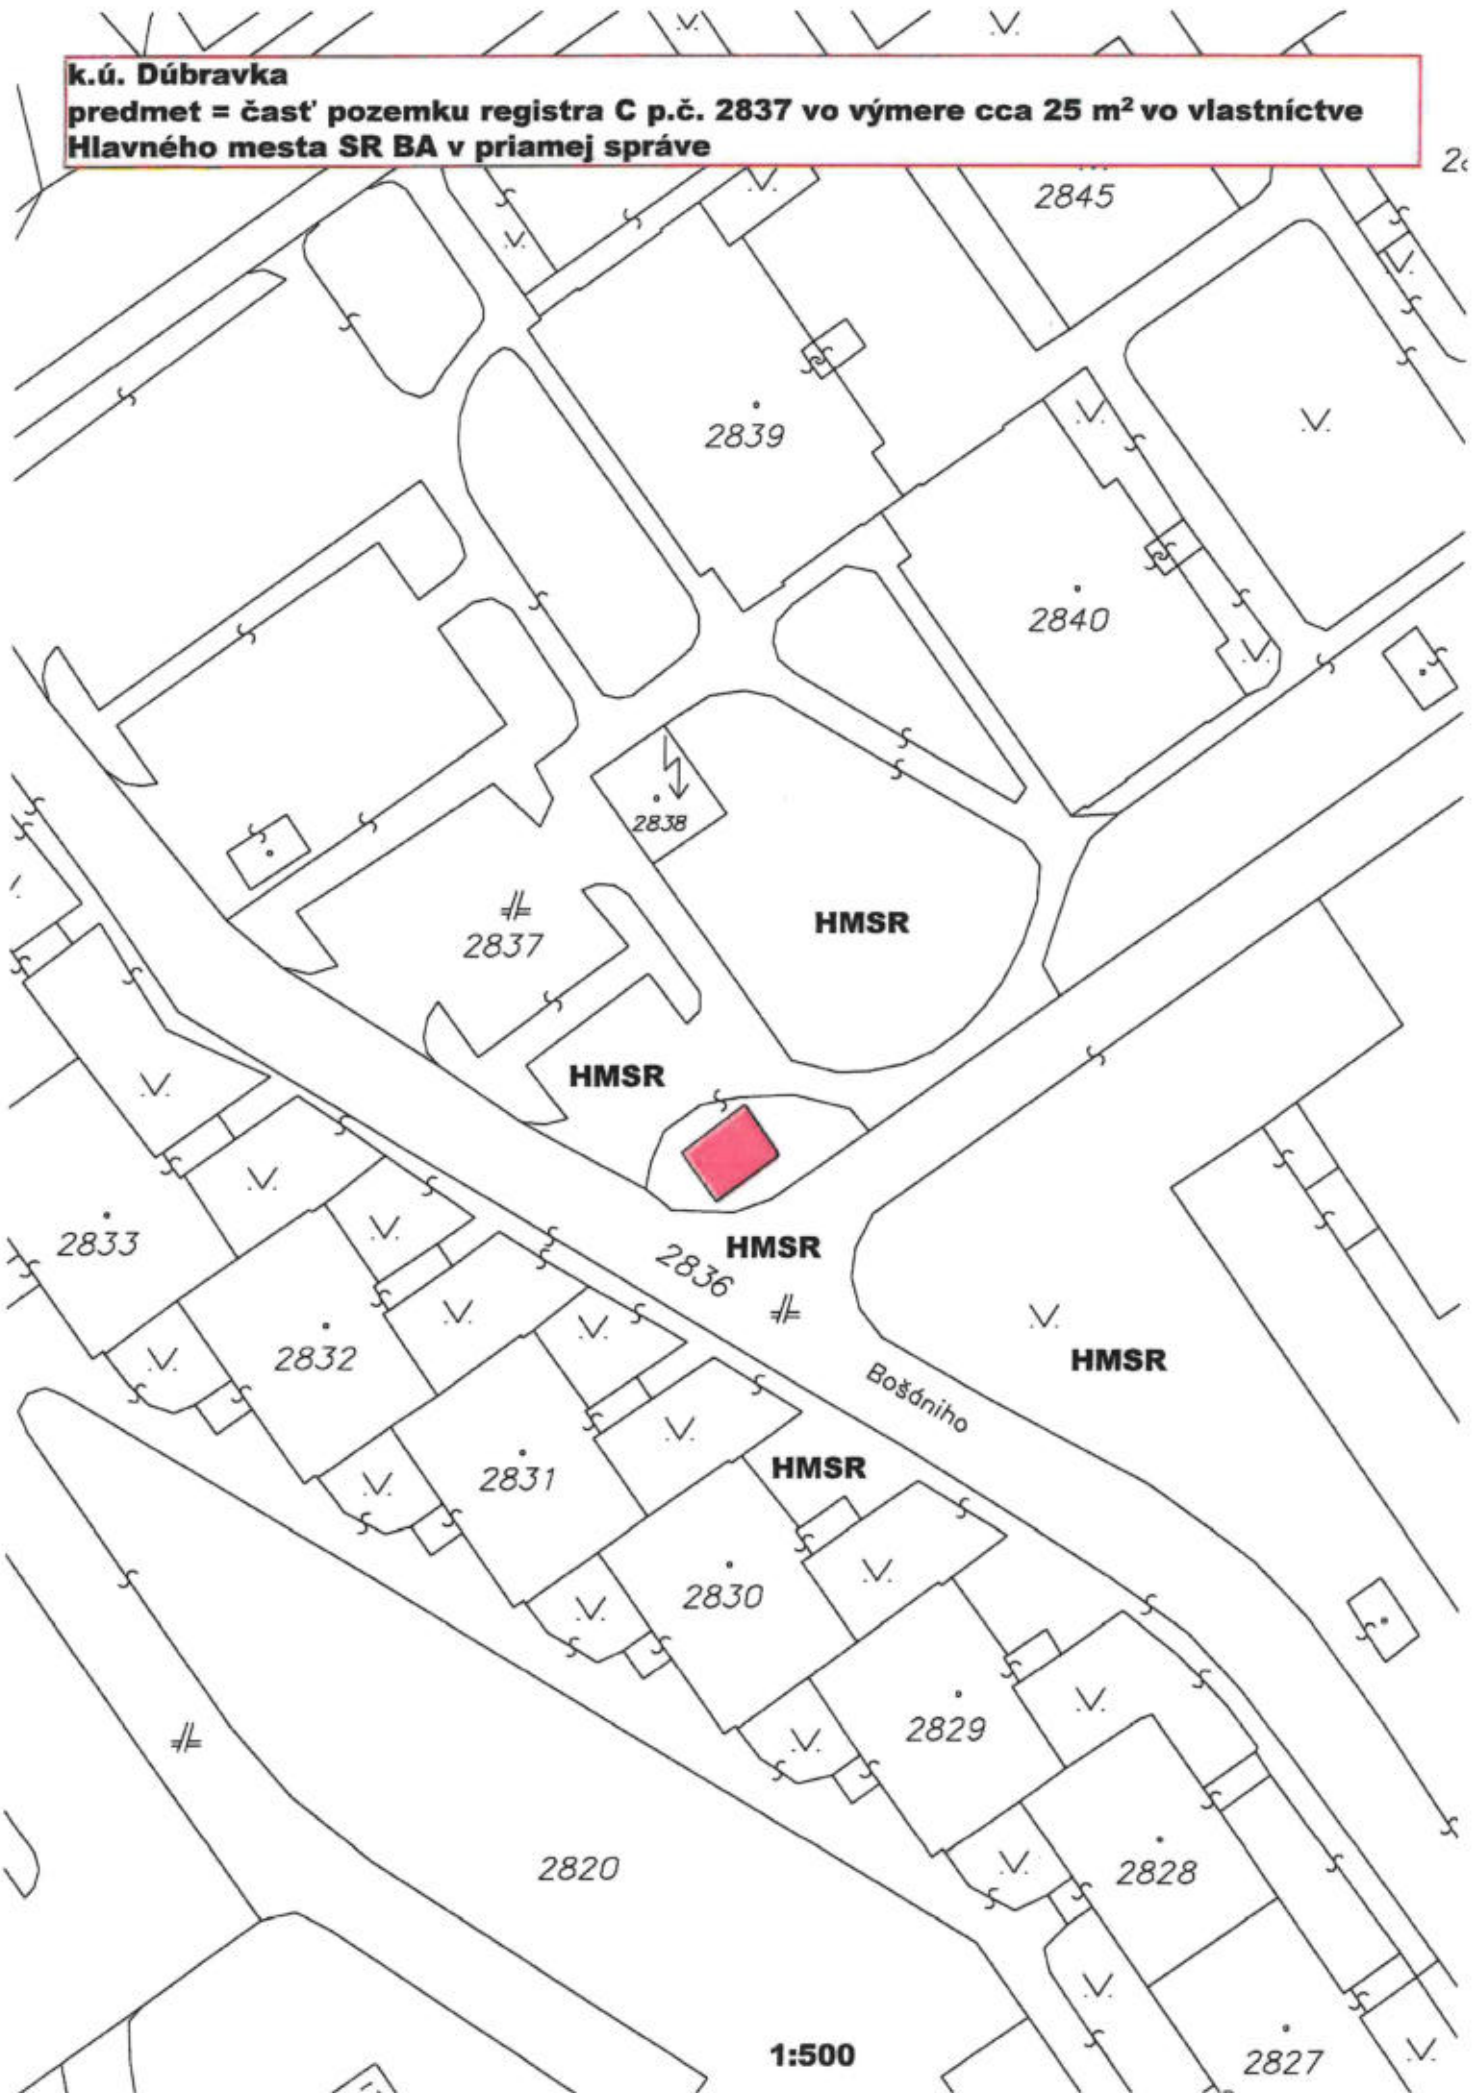 k.ú. Dúbravka
predmet = časť pozemku registra C p.č. 2837 vo výmere cca 25 m² vo vlastníctve
Hlavného mesta SR BA v priamej správe
2845
2839
2840
2838
HMSR
2837
HMSR
2833
HMSR
2836
2832
HMSR
Bošániho
HMSR
2831
2830
2829
2820
2828
1:500
2827